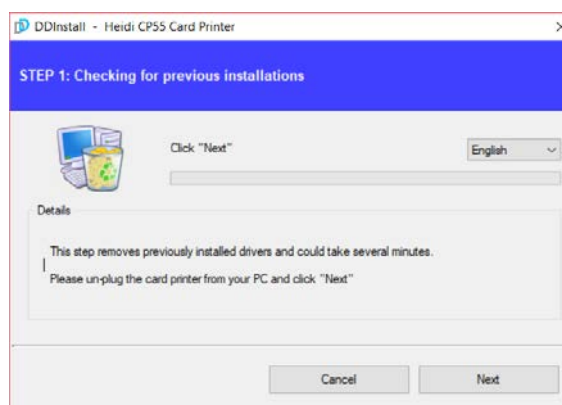 DDInstall - Heidi CP55 Card Printer
STEP 1: Checking for previous installations
Click "Next"
English
Details
This step removes previously installed drivers and could take several minutes.
Please un-plug the card printer from your PC and click "Next"
Cancel
Next